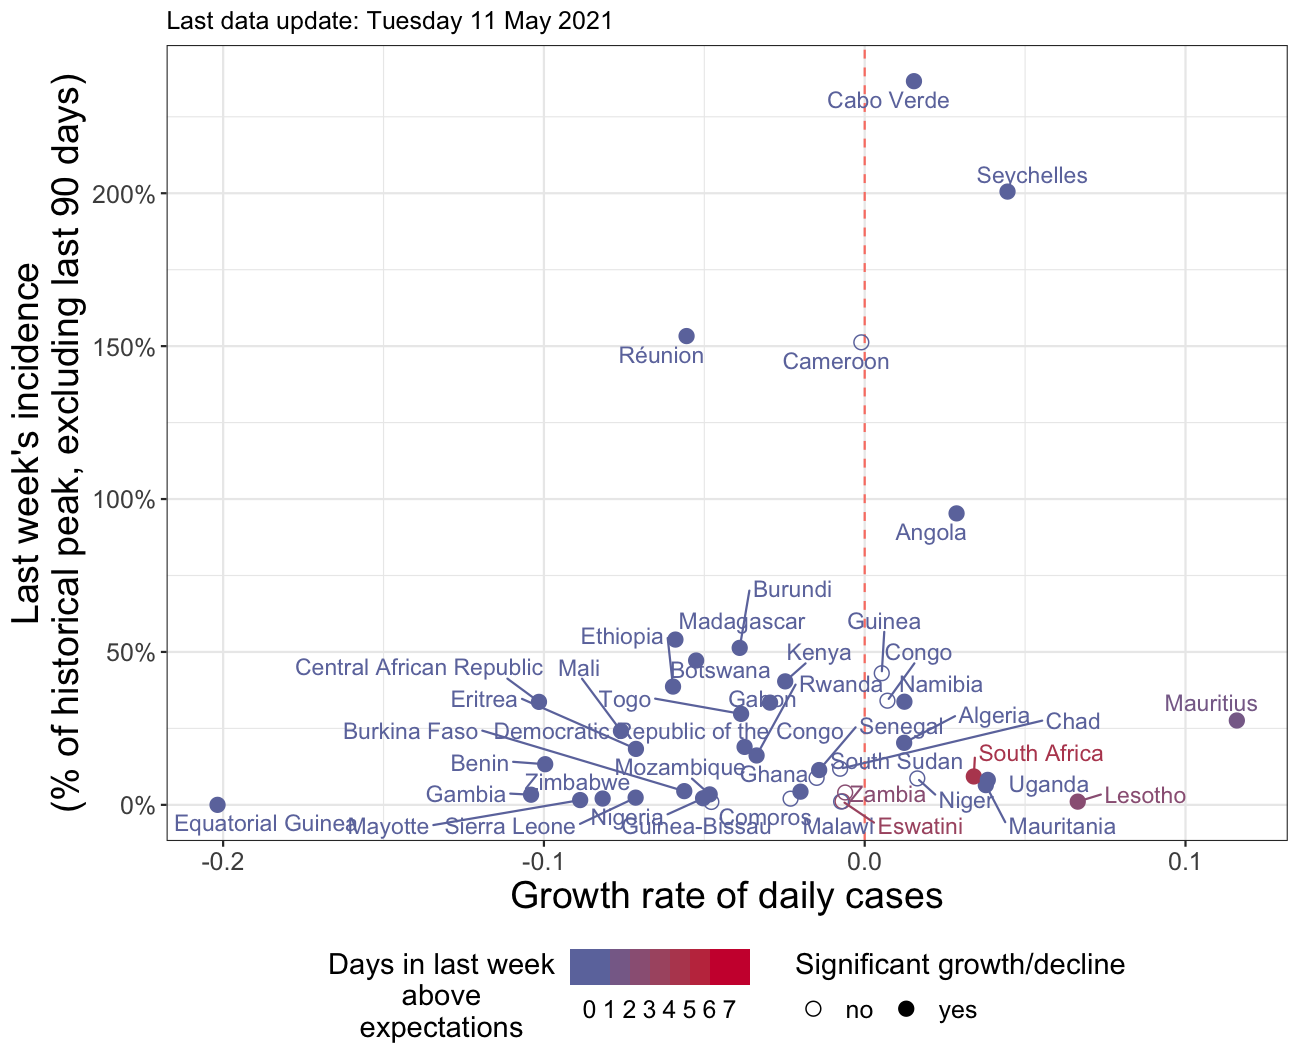 Last data update: Tuesday 11 May 2021
Last week's incidence
(% of historical peak, excluding last 90 days)
200%
150%
100%
50%
0%
Cabo Verde
Seychelles
Réunion
Cameroon
Angola
Burundi
Madagascar
Guinea
Ethiopia
Kenya
Congo
Central African Republic
Mali
Botswana
Rwanda
Namibia
Eritrea
Togo
Gabon
Mauritius
Algeria
Chad
Burkina Faso
Democratic Republic of the Congo
Senegal
South Africa
Benin
Mozambique
Ghana
South Sudan
Zimbabwe
Uganda
Gambia
Zambia
Niger
Lesotho
Equatorial Guinea
Mayotte
Sierra Leone
Nigeria
Guinea-Bissau
Comoros
Malawi
Eswatini
Mauritania
-0.2
-0.1
0.0
0.1
Growth rate of daily cases
Days in last week
above
expectations
0 1 2 3 4 5 6 7
Significant growth/decline
no
yes